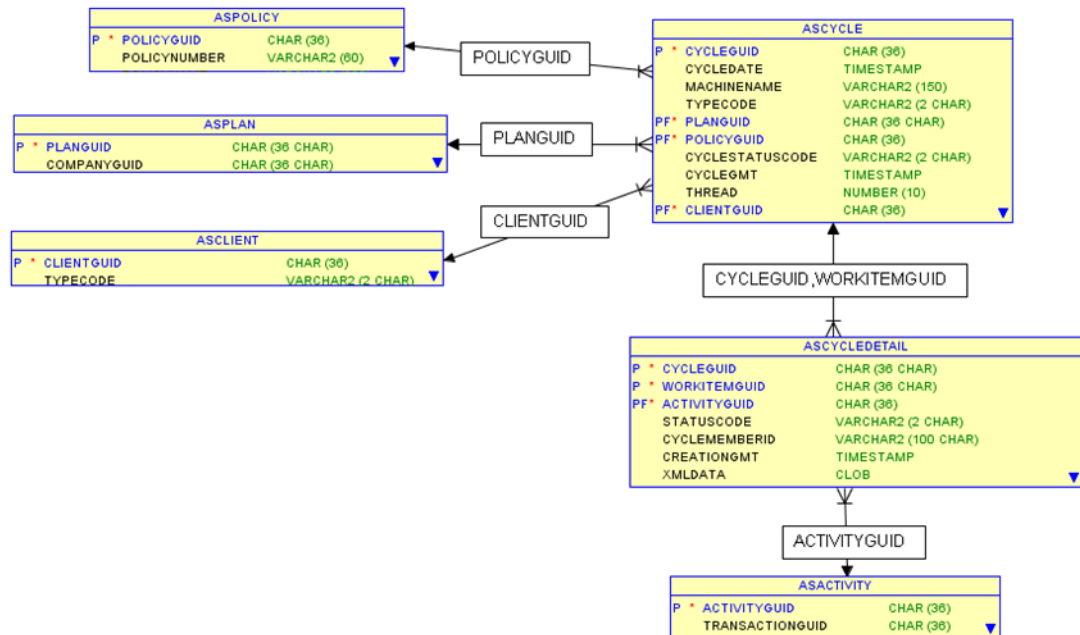 ASPOLICY
P * POLICYGUID CHAR (36)
POLICYNUMBER VARCHAR2 (60)
POLICYGUID
ASCYCLE
P * CYCLEGUID CHAR (36)
CYCLEDATE TIMESTAMP
MACHINENAME VARCHAR2 (150)
TYPECODE VARCHAR2 (2 CHAR)
PF* PLANGUID CHAR (36 CHAR)
PF* POLICYGUID CHAR (36)
CYCLESTATUSCODE VARCHAR2 (2 CHAR)
CYCLEGMT TIMESTAMP
THREAD NUMBER (10)
PF* CLIENTGUID CHAR (36)
ASPLAN
P * PLANGUID CHAR (36 CHAR)
COMPANYGUID CHAR (36 CHAR)
PLANGUID
CLIENTGUID
ASCLIENT
P * CLIENTGUID CHAR (36)
TYPECODE VARCHAR2 (2 CHAR)
CYCLEGUID,WORKITEMGUID
ASCYCLEDETAIL
P * CYCLEGUID CHAR (36 CHAR)
P * WORKITEMGUID CHAR (36 CHAR)
PF* ACTIVITYGUID CHAR (36)
STATUSCODE VARCHAR2 (2 CHAR)
CYCLEMEMBERID VARCHAR2 (100 CHAR)
CREATIONGMT TIMESTAMP
XMLDATA CLOB
ACTIVITYGUID
ASACTIVITY
P * ACTIVITYGUID CHAR (36)
TRANSACTIONGUID CHAR (36)